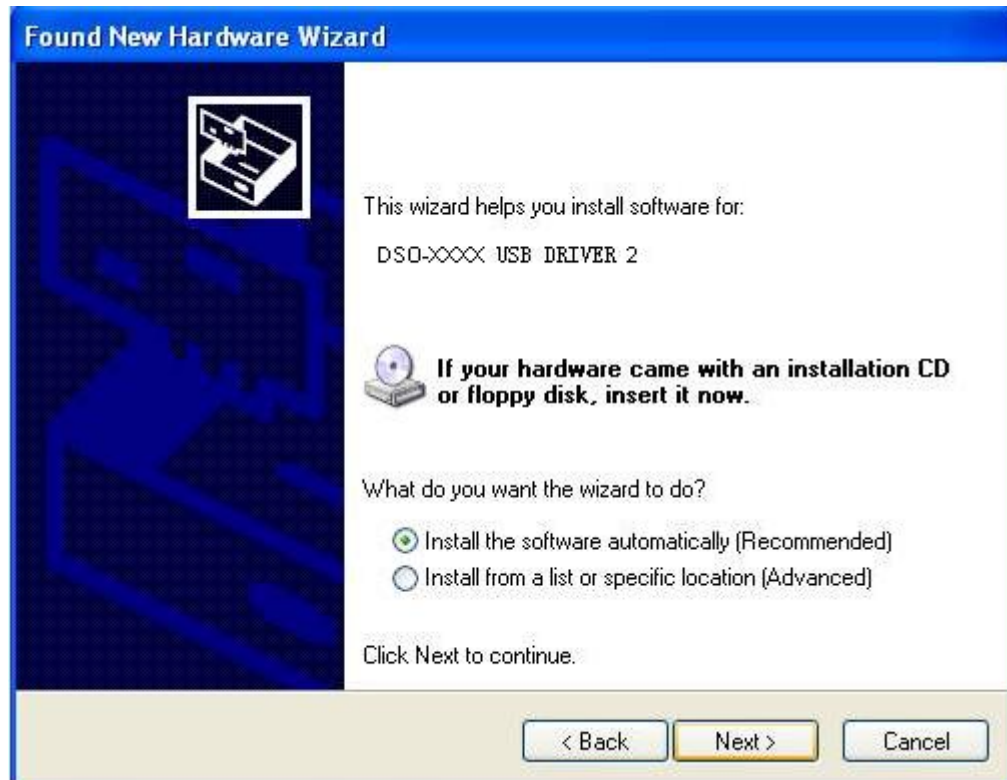 Found New Hardware Wizard
This wizard helps you install software for:
DSO-XXXX USB DRIVER 2
If your hardware came with an installation CD
or floppy disk, insert it now.
What do you want the wizard to do?
Install the software automatically (Recommended)
Install from a list or specific location (Advanced)
Click Next to continue.
< Back Next > Cancel